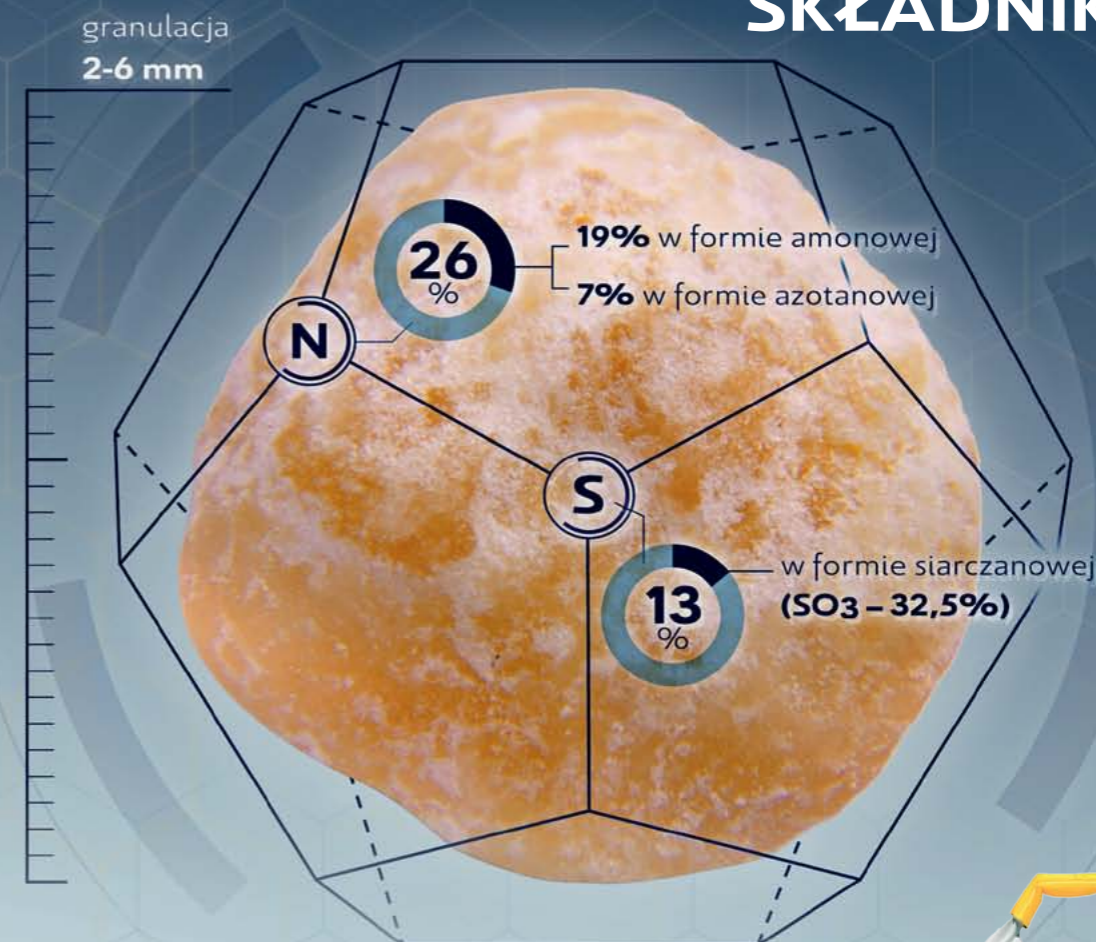 SKŁADNIK
granulacja
2-6 mm
26
%
19% w formie amonowej
7% w formie azotanowej
N
S
13
%
w formie siarczanowej
(SO3 – 32,5%)